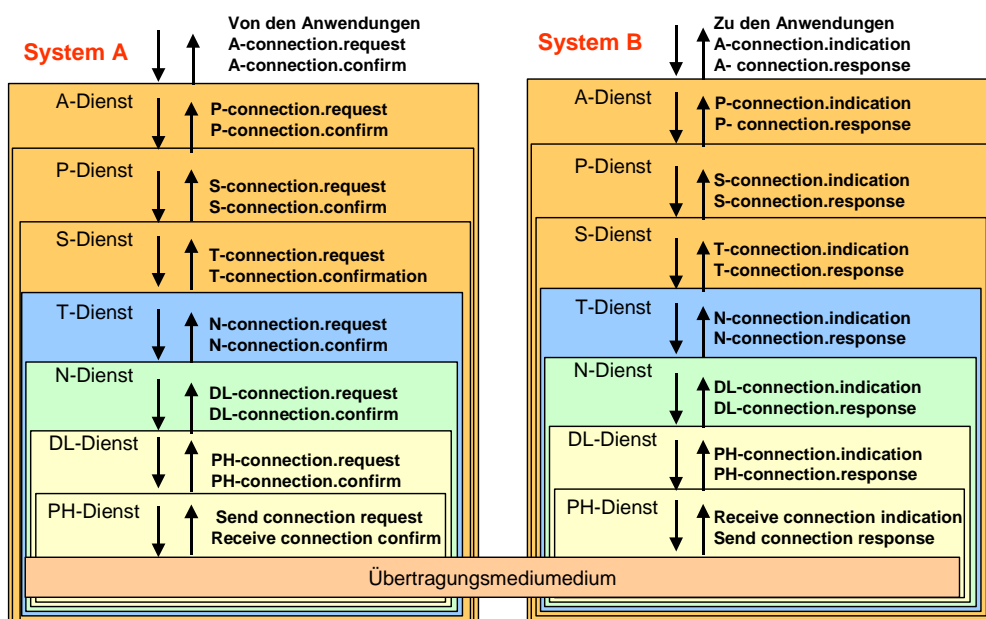 System A
Von den Anwendungen
A-connection.request
A-connection.confirm
A-Dienst
P-connection.request
P-connection.confirm
P-Dienst
S-connection.request
S-connection.confirm
S-Dienst
T-connection.request
T-connection.confirmation
T-Dienst
N-connection.request
N-connection.confirm
N-Dienst
DL-connection.request
DL-connection.confirm
DL-Dienst
PH-connection.request
PH-connection.confirm
PH-Dienst
Send connection request
Receive connection confirm
System B
Zu den Anwendungen
A-connection.indication
A- connection.response
A-Dienst
P-connection.indication
P- connection.response
P-Dienst
S-connection.indication
S-connection.response
S-Dienst
T-connection.indication
T-connection.response
T-Dienst
N-connection.indication
N-connection.response
N-Dienst
DL-connection.indication
DL-connection.response
DL-Dienst
PH-connection.indication
PH-connection.response
PH-Dienst
Receive connection indication
Send connection response
Übertragungsmediumedium